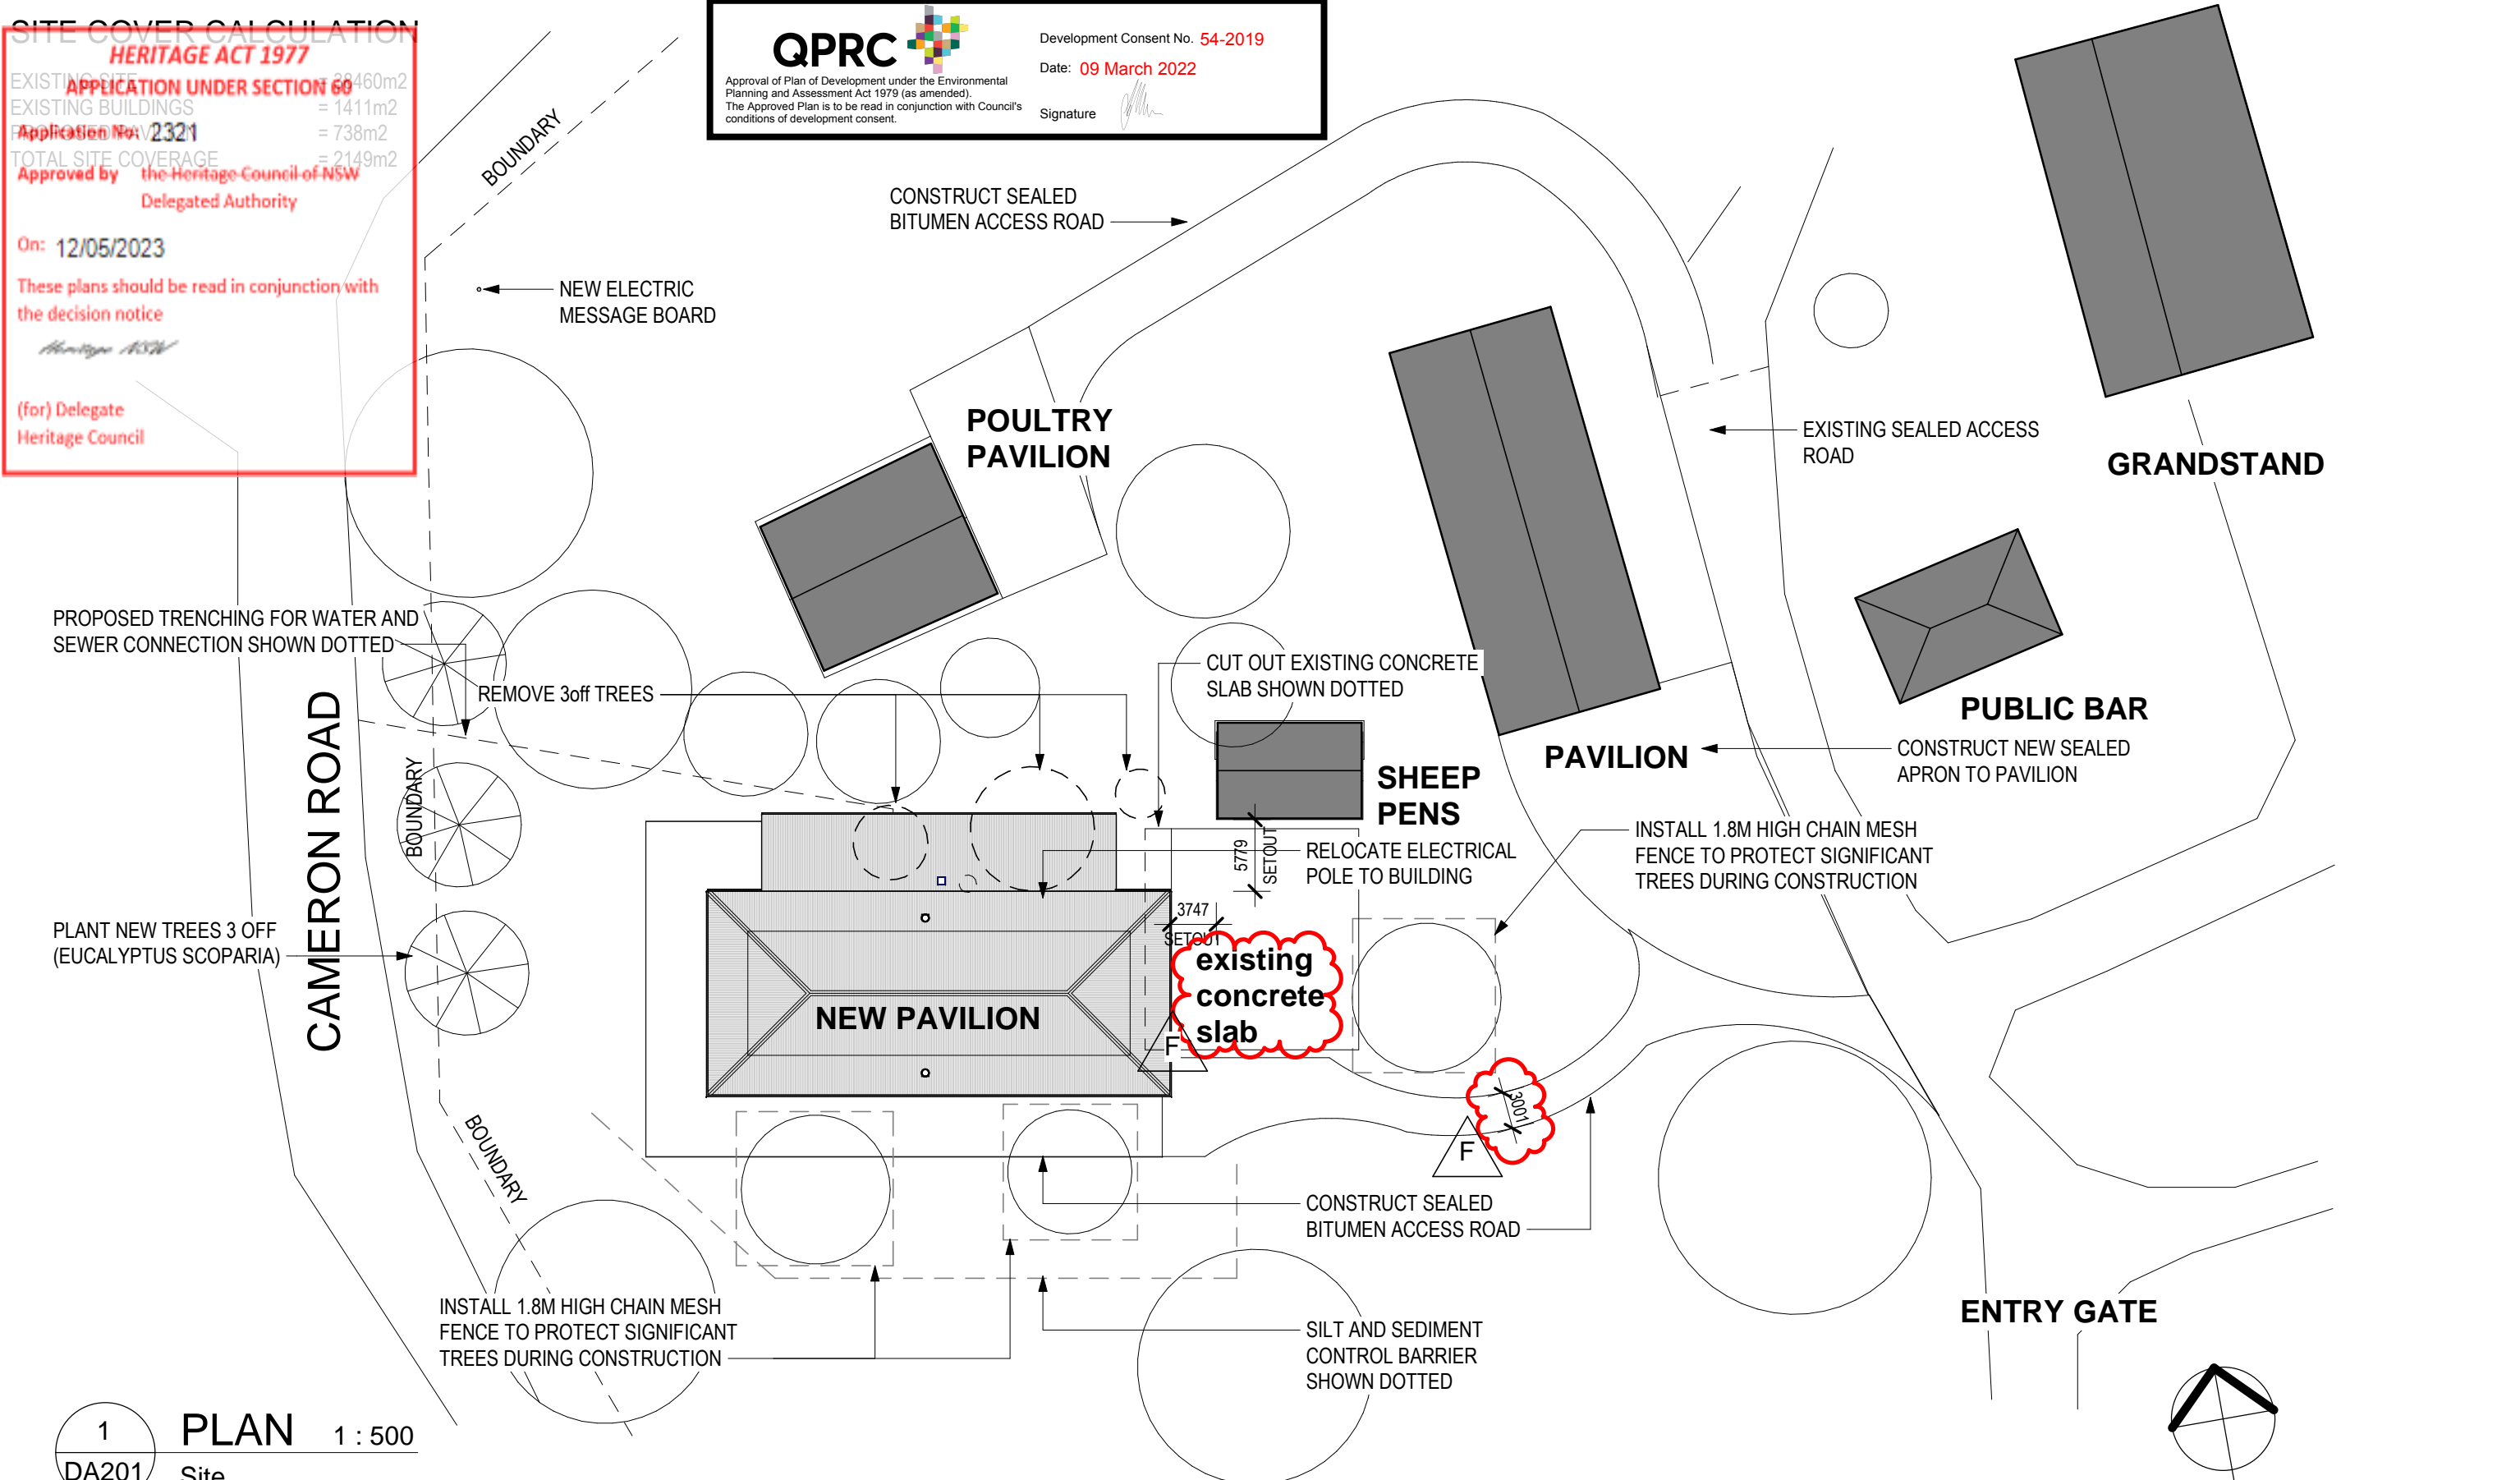 SITE COVER CALCULATION
EXISTING SITE
EXISTING BUILDINGS = 1411m2
= 738m2
TOTAL SITE COVERAGE = 2149m2
HERITAGE ACT 1977
APPLICATION UNDER SECTION 60
Application No: 2321
Approved by the Heritage Council of NSW
Delegated Authority
On: 12/05/2023
These plans should be read in conjunction with
the decision notice
Heritage NSW
(for) Delegate
Heritage Council
QPRC
Approval of Plan of Development under the Environmental
Planning and Assessment Act 1979 (as amended).
The Approved Plan is to be read in conjunction with Council's
conditions of development consent.
Development Consent No. 54-2019
Date: 09 March 2022
Signature
BOUNDARY
CONSTRUCT SEALED
BITUMEN ACCESS ROAD
NEW ELECTRIC
MESSAGE BOARD
POULTRY
PAVILION
EXISTING SEALED ACCESS
ROAD
GRANDSTAND
PROPOSED TRENCHING FOR WATER AND
SEWER CONNECTION SHOWN DOTTED
REMOVE 3off TREES
CUT OUT EXISTING CONCRETE
SLAB SHOWN DOTTED
PUBLIC BAR
PAVILION
CONSTRUCT NEW SEALED
APRON TO PAVILION
SHEEP
PENS
CAMERON ROAD
BOUNDARY
5779
SETOUT
RELOCATE ELECTRICAL
POLE TO BUILDING
INSTALL 1.8M HIGH CHAIN MESH
FENCE TO PROTECT SIGNIFICANT
TREES DURING CONSTRUCTION
PLANT NEW TREES 3 OFF
(EUCALYPTUS SCOPARIA)
3747
SETOUT
existing
concrete
slab
NEW PAVILION
F
3001
F
BOUNDARY
CONSTRUCT SEALED
BITUMEN ACCESS ROAD
INSTALL 1.8M HIGH CHAIN MESH
FENCE TO PROTECT SIGNIFICANT
TREES DURING CONSTRUCTION
SILT AND SEDIMENT
CONTROL BARRIER
SHOWN DOTTED
ENTRY GATE
1
DA201
PLAN 1 : 500
Site